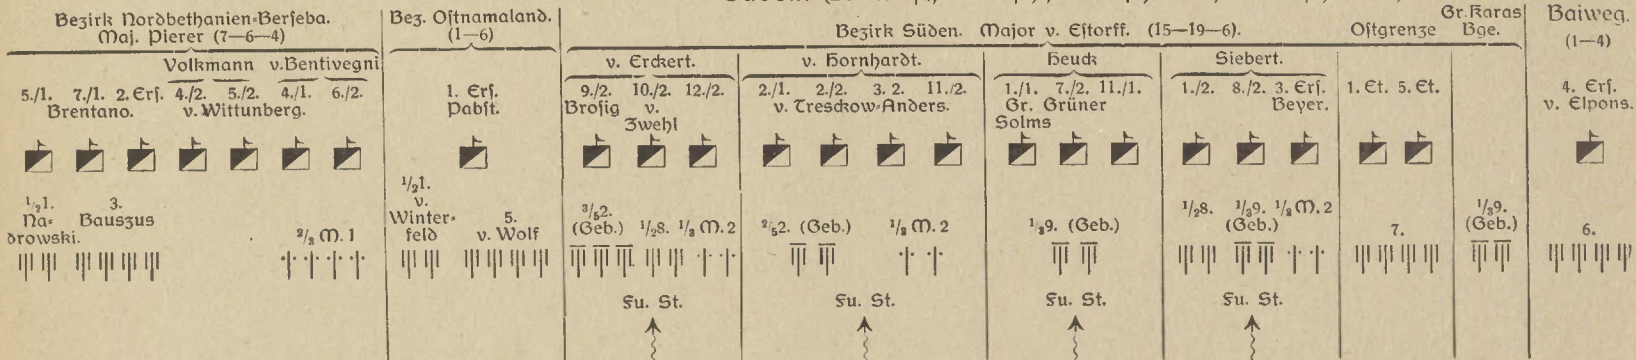 Bezirk Nordbethanien-Berseba.
Maj. Pierer (7—6—4)
Volkmann v. Bentivegni
5./1. 7./1. 2. Ers. 4./2. 5./2. 4./1. 6./2.
Brentano. v. Wittunberg.
½1. 3.
Na- Bauszus
drowski.
⅔ M. 1
Bez. Ostnamaland.
(1—6)
1. Ers.
Pabst.
½1.
v.
Winter- 5.
feld v. Wolf
Bezirk Süden. Major v. Estorff. (15—19—6).
v. Erckert.
9./2. 10./2. 12./2.
Brosig v.
Zwehl
3/52.
(Geb.) ½8. ⅓ M. 2
Fu. St.
v. Hornhardt.
2./1. 2./2. 3. 2. 11./2.
v. Tresckow-Anders.
2/52. (Geb.) ⅓ M. 2
Fu. St.
Heuck
1./1. 7./2. 11./1.
Gr. Grüner
Solms
⅓9. (Geb.)
Fu. St.
Siebert.
1./2. 8./2. 3. Ers.
Beyer.
½8. ⅓9. ⅓ M. 2
(Geb.)
Fu. St.
Ostgrenze
1. Et. 5. Et.
7.
Gr. Karas
Bge.
⅓9.
(Geb.)
Baiweg.
(1—4)
4. Ers.
v. Elpons.
6.